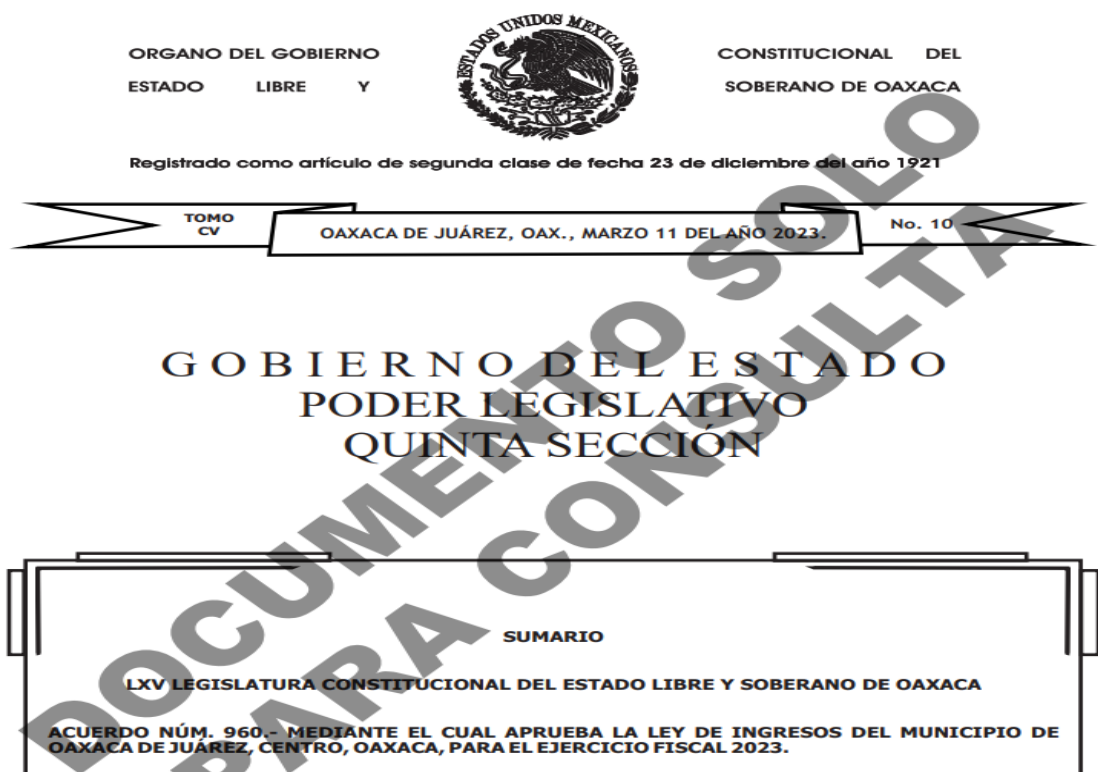 ORGANO DEL GOBIERNO
CONSTITUCIONAL DEL
ESTADO LIBRE Y
SOBERANO DE OAXACA
ESTADOS UNIDOS MEXICANOS
Registrado como artículo de segunda clase de fecha 23 de diciembre del año 1921
TOMO
CV
OAXACA DE JUÁREZ, OAX., MARZO 11 DEL AÑO 2023.
No. 10
GOBIERNO DEL ESTADO
PODER LEGISLATIVO
QUINTA SECCIÓN
SUMARIO
LXV LEGISLATURA CONSTITUCIONAL DEL ESTADO LIBRE Y SOBERANO DE OAXACA
ACUERDO NÚM. 960.- MEDIANTE EL CUAL APRUEBA LA LEY DE INGRESOS DEL MUNICIPIO DE
OAXACA DE JUÁREZ, CENTRO, OAXACA, PARA EL EJERCICIO FISCAL 2023.
DOCUMENTO SOLO
PARA CONSULTA